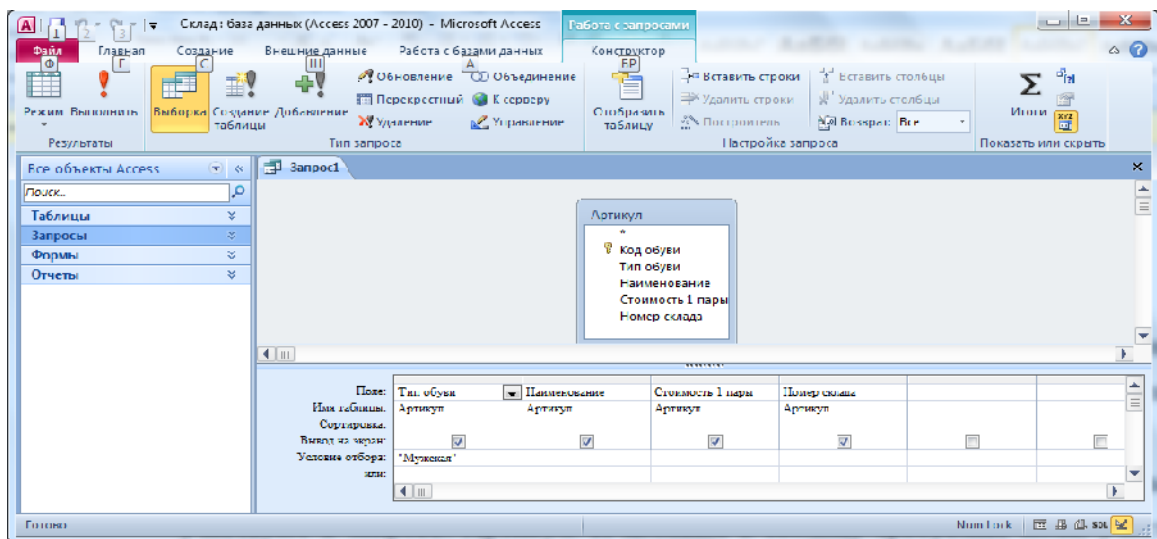 A 1 2 3 Склад : база данных (Access 2007 - 2010) - Microsoft Access Работа с запросами
Файл Главная Создание Внешние данные Работа с базами данных Конструктор
Ф Г С Ш А
Обновление Объединение Вставить строки Вставить столбцы
Перекрестный К серверу Удалить строки Удалить столбцы
Режим Выполнить Выборка Создание таблицы Добавление Удаление Управление Отобразить таблицу Построитель Возврат: Все Итоги
Результаты Тип запроса Настройка запроса Показать или скрыть
Все объекты Access Запрос1
Поиск...
Таблицы
Запросы
Формы
Отчеты
Артикул
*
Код обуви
Тип обуви
Наименование
Стоимость 1 пары
Номер склада
Поле: Тип обуви Наименование Стоимость 1 пары Номер склада
Имя таблицы: Артикул Артикул Артикул Артикул
Сортировка:
Вывод на экран:
Условие отбора: "Мужская"
или:
Готово Num Lock SQL